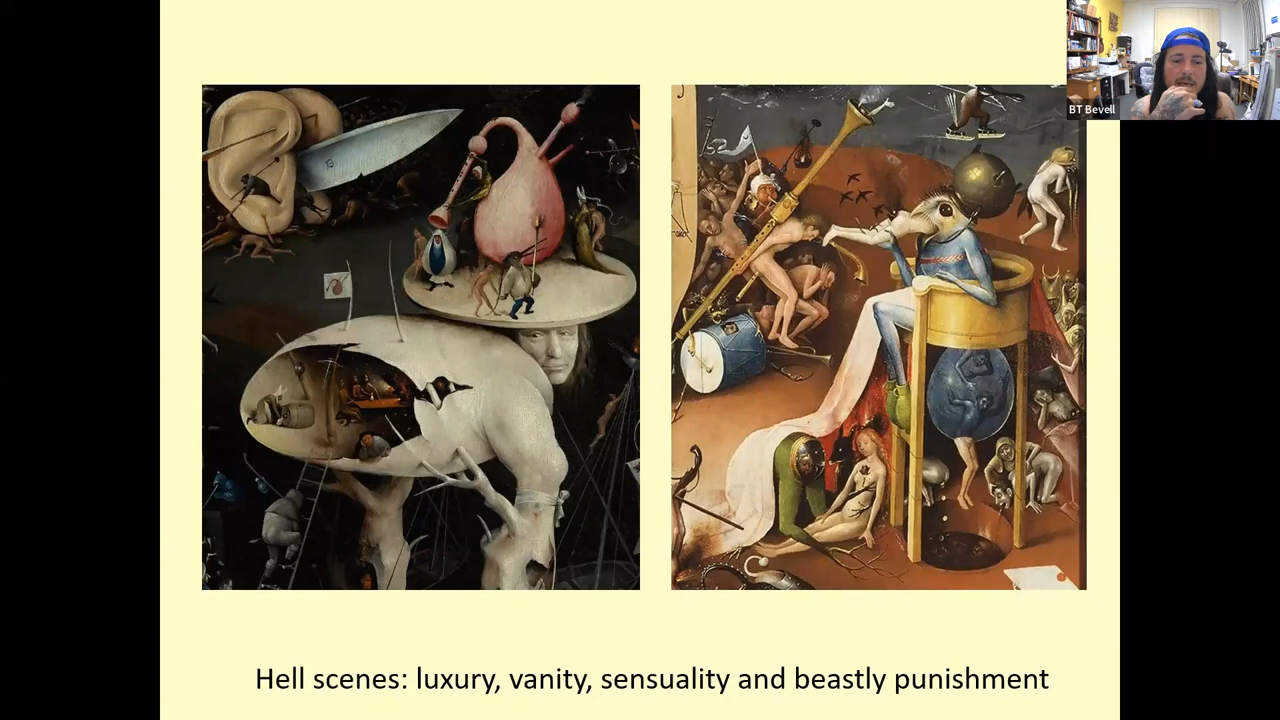 BT Bevell
Hell scenes: luxury, vanity, sensuality and beastly punishment